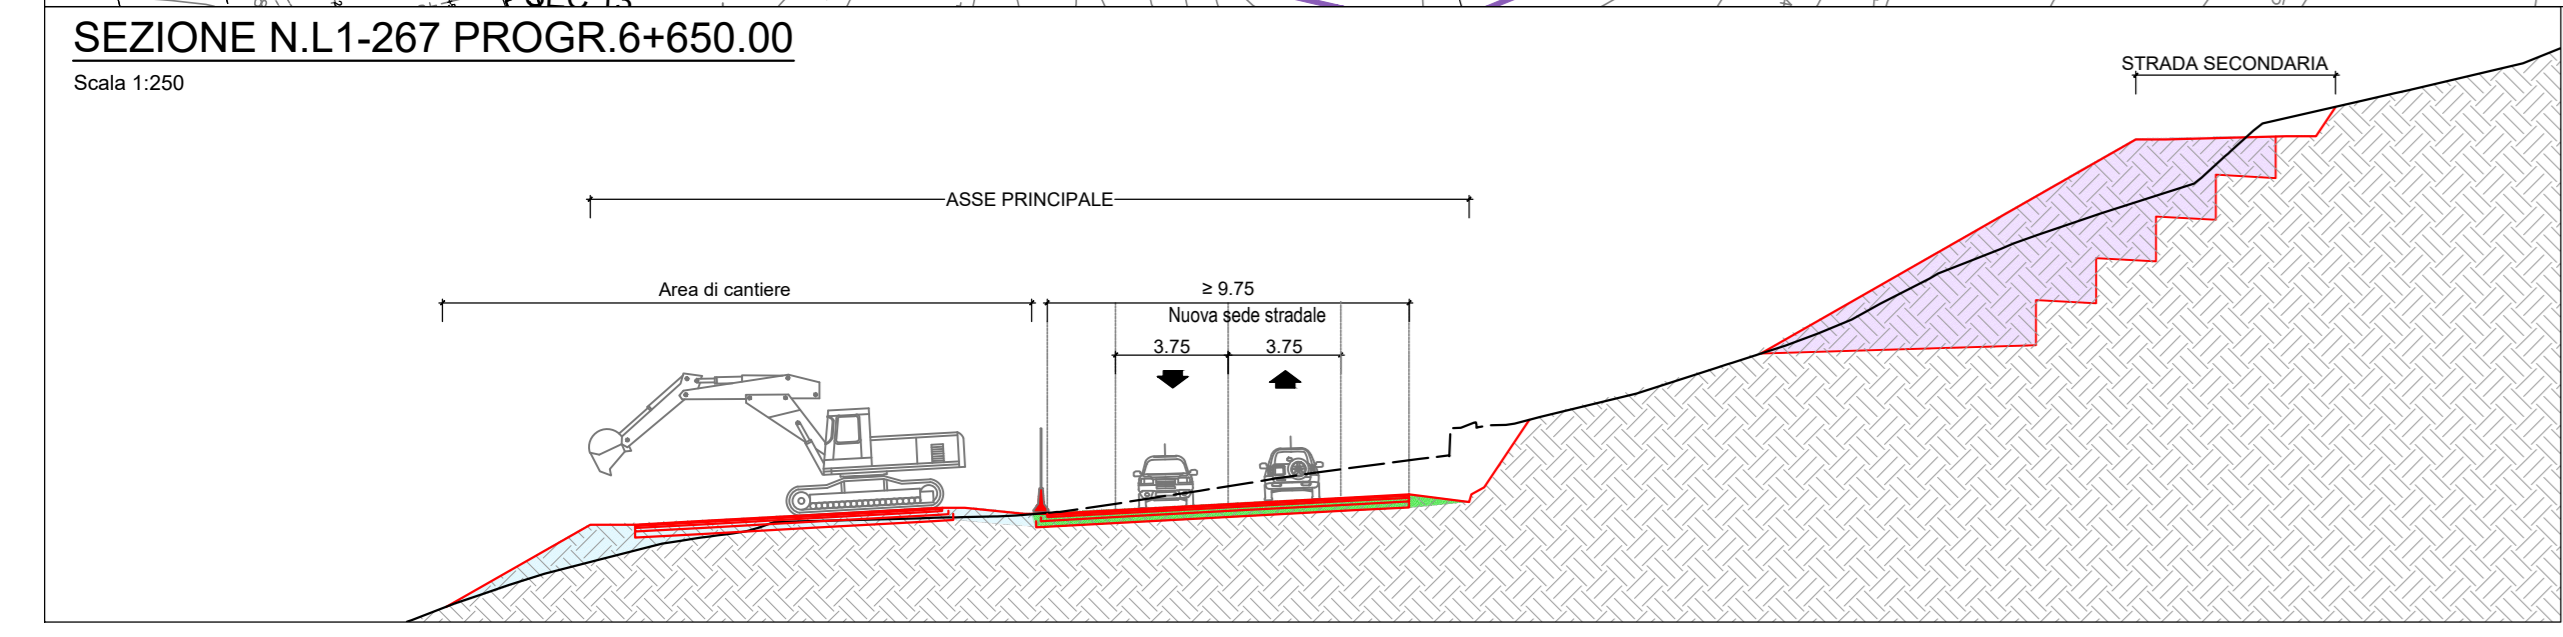 SEZIONE N.L1-267 PROGR.6+650.00
Scala 1:250
STRADA SECONDARIA
ASSE PRINCIPALE
Area di cantiere
≥ 9.75
Nuova sede stradale
3.75 3.75